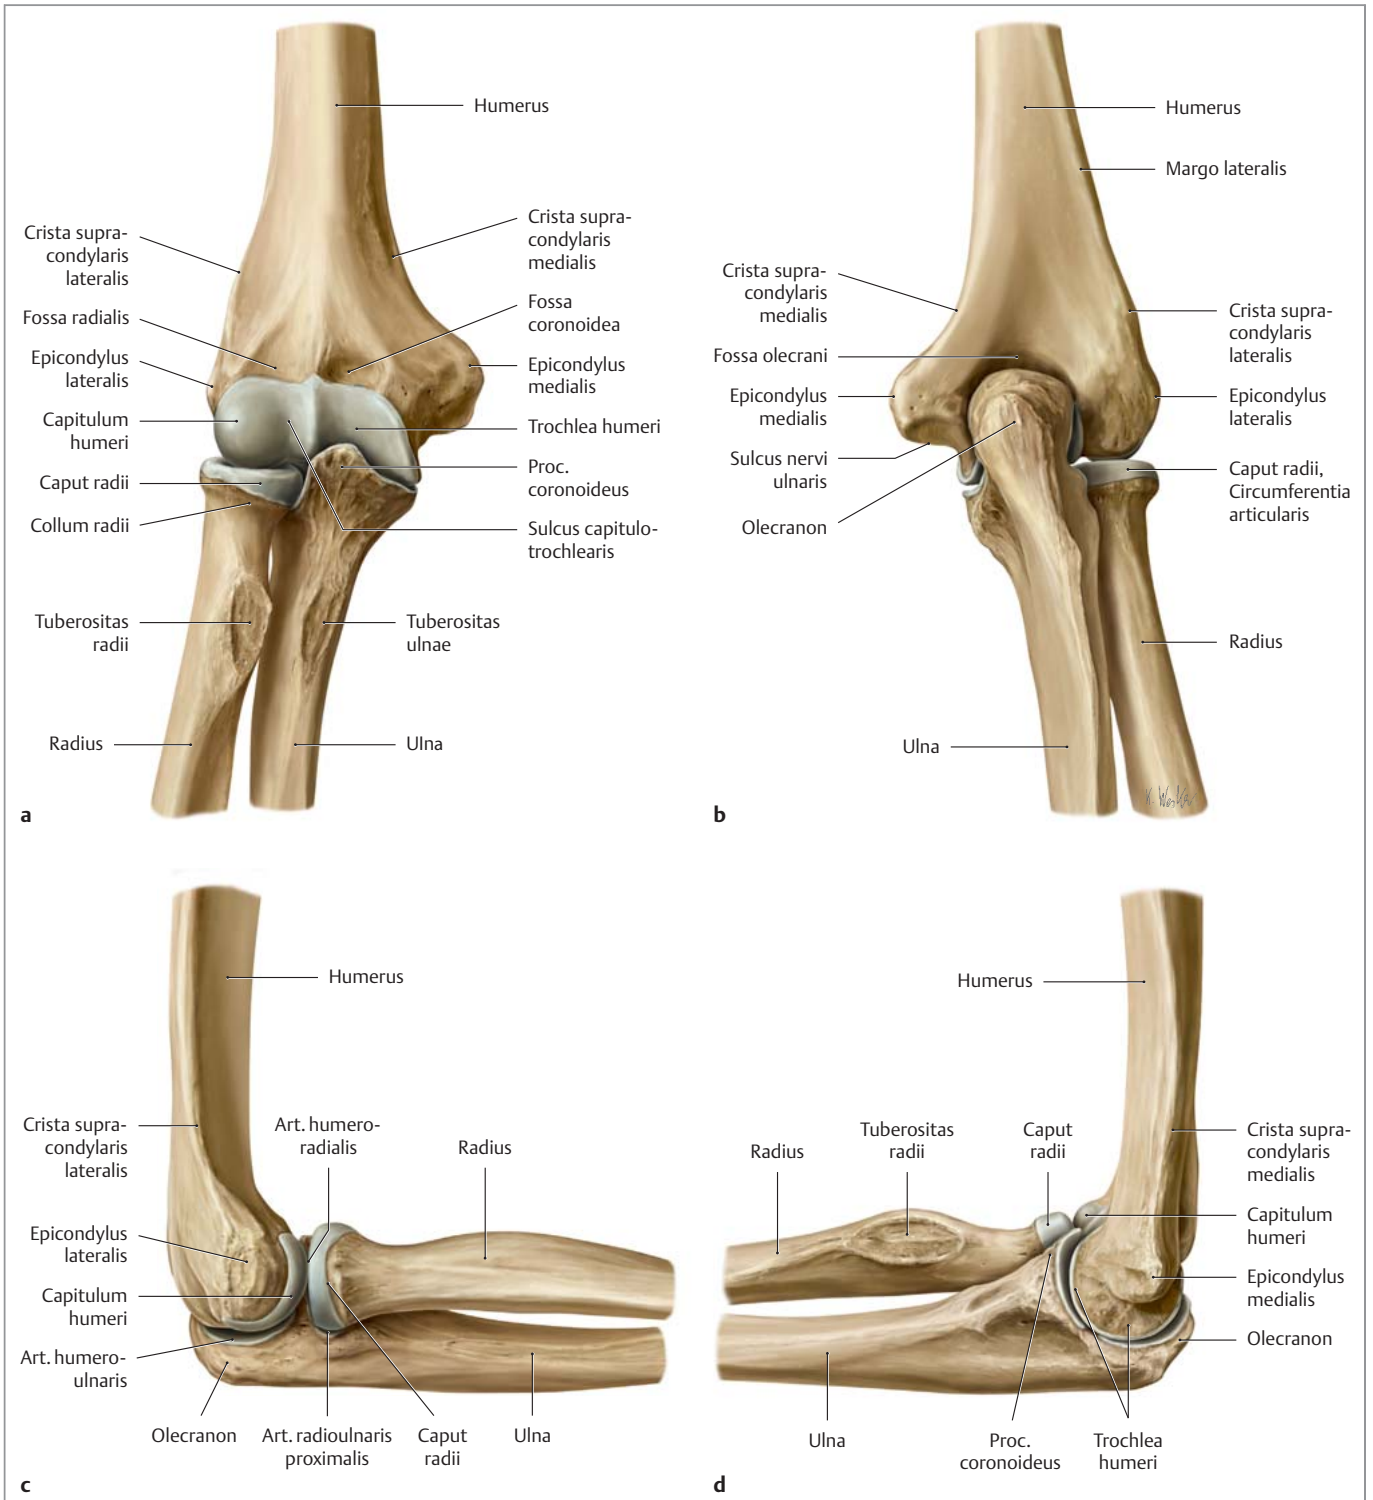 Humerus
Crista supra-
condylaris
lateralis
Fossa radialis
Epicondylus
lateralis
Capitulum
humeri
Caput radii
Collum radii
Tuberositas
radii
Radius
Crista supra-
condylaris
medialis
Fossa
coronoidea
Epicondylus
medialis
Trochlea humeri
Proc.
coronoideus
Sulcus capitulo-
trochlearis
Tuberositas
ulnae
Ulna
a
Humerus
Margo lateralis
Crista supra-
condylaris
medialis
Fossa olecrani
Epicondylus
medialis
Sulcus nervi
ulnaris
Olecranon
Ulna
Crista supra-
condylaris
lateralis
Epicondylus
lateralis
Caput radii,
Circumferentia
articularis
Radius
K. Wesker
b
Humerus
Crista supra-
condylaris
lateralis
Art. humero-
radialis
Radius
Epicondylus
lateralis
Capitulum
humeri
Art. humero-
ulnaris
Olecranon
Art. radioulnaris
proximalis
Caput
radii
Ulna
c
Humerus
Radius
Tuberositas
radii
Caput
radii
Crista supra-
condylaris
medialis
Capitulum
humeri
Epicondylus
medialis
Olecranon
Ulna
Proc.
coronoideus
Trochlea
humeri
d